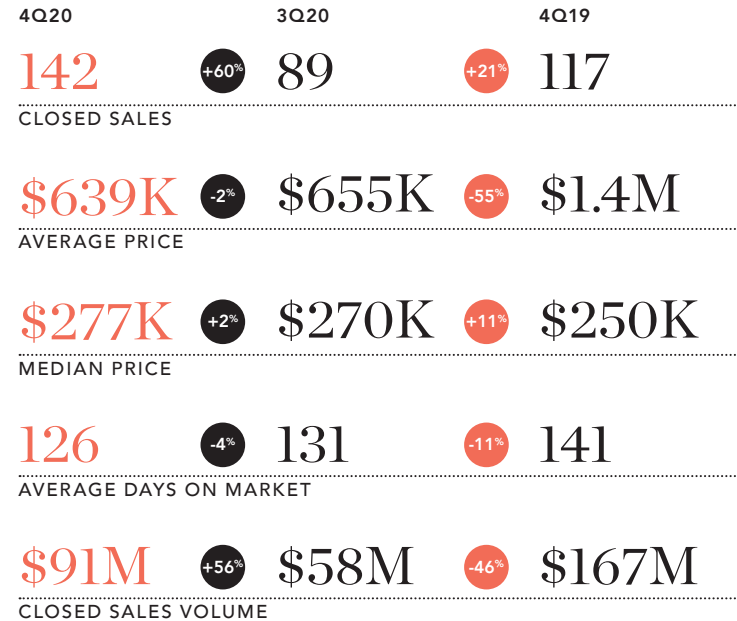 4Q20 3Q20 4Q19
142 +60% 89 +21% 117
CLOSED SALES
$639K -2% $655K -55% $1.4M
AVERAGE PRICE
$277K +2% $270K +11% $250K
MEDIAN PRICE
126 -4% 131 -11% 141
AVERAGE DAYS ON MARKET
$91M +56% $58M -46% $167M
CLOSED SALES VOLUME